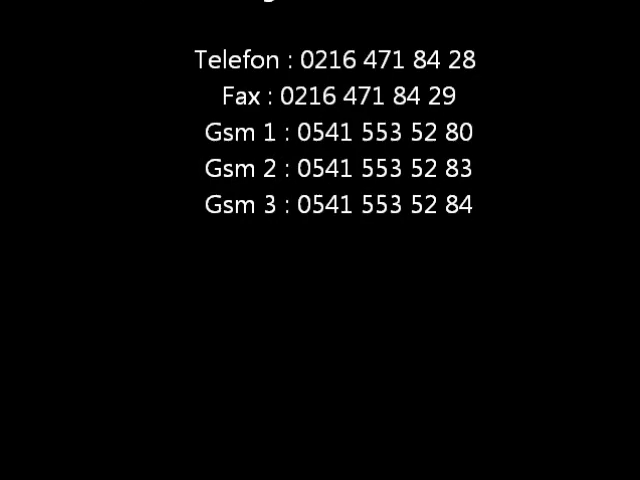 Telefon : 0216 471 84 28
Fax : 0216 471 84 29
Gsm 1 : 0541 553 52 80
Gsm 2 : 0541 553 52 83
Gsm 3 : 0541 553 52 84